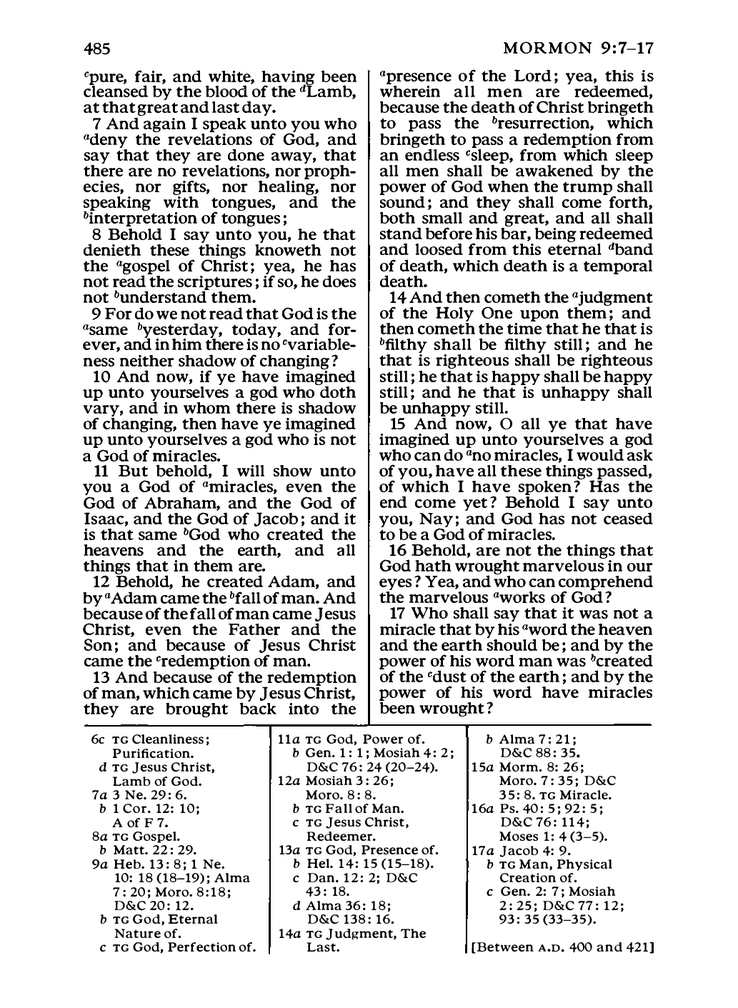 485
MORMON 9:7–17
ᶜpure, fair, and white, having been
cleansed by the blood of the ᵈLamb,
at that great and last day.
7 And again I speak unto you who
ᵃdeny the revelations of God, and
say that they are done away, that
there are no revelations, nor proph-
ecies, nor gifts, nor healing, nor
speaking with tongues, and the
ᵇinterpretation of tongues;
8 Behold I say unto you, he that
denieth these things knoweth not
the ᵃgospel of Christ; yea, he has
not read the scriptures; if so, he does
not ᵇunderstand them.
9 For do we not read that God is the
ᵃsame ᵇyesterday, today, and for-
ever, and in him there is no ᶜvariable-
ness neither shadow of changing?
10 And now, if ye have imagined
up unto yourselves a god who doth
vary, and in whom there is shadow
of changing, then have ye imagined
up unto yourselves a god who is not
a God of miracles.
11 But behold, I will show unto
you a God of ᵃmiracles, even the
God of Abraham, and the God of
Isaac, and the God of Jacob; and it
is that same ᵇGod who created the
heavens and the earth, and all
things that in them are.
12 Behold, he created Adam, and
by ᵃAdam came the ᵇfall of man. And
because of the fall of man came Jesus
Christ, even the Father and the
Son; and because of Jesus Christ
came the ᶜredemption of man.
13 And because of the redemption
of man, which came by Jesus Christ,
they are brought back into the
ᵃpresence of the Lord; yea, this is
wherein all men are redeemed,
because the death of Christ bringeth
to pass the ᵇresurrection, which
bringeth to pass a redemption from
an endless ᶜsleep, from which sleep
all men shall be awakened by the
power of God when the trump shall
sound; and they shall come forth,
both small and great, and all shall
stand before his bar, being redeemed
and loosed from this eternal ᵈband
of death, which death is a temporal
death.
14 And then cometh the ᵃjudgment
of the Holy One upon them; and
then cometh the time that he that is
ᵇfilthy shall be filthy still; and he
that is righteous shall be righteous
still; he that is happy shall be happy
still; and he that is unhappy shall
be unhappy still.
15 And now, O all ye that have
imagined up unto yourselves a god
who can do ᵃno miracles, I would ask
of you, have all these things passed,
of which I have spoken? Has the
end come yet? Behold I say unto
you, Nay; and God has not ceased
to be a God of miracles.
16 Behold, are not the things that
God hath wrought marvelous in our
eyes? Yea, and who can comprehend
the marvelous ᵃworks of God?
17 Who shall say that it was not a
miracle that by his ᵃword the heaven
and the earth should be; and by the
power of his word man was ᵇcreated
of the ᶜdust of the earth; and by the
power of his word have miracles
been wrought?
6c TG Cleanliness;
Purification.
d TG Jesus Christ,
Lamb of God.
7a 3 Ne. 29: 6.
b 1 Cor. 12: 10;
A of F 7.
8a TG Gospel.
b Matt. 22: 29.
9a Heb. 13: 8; 1 Ne.
10: 18 (18–19); Alma
7: 20; Moro. 8:18;
D&C 20: 12.
b TG God, Eternal
Nature of.
c TG God, Perfection of.
11a TG God, Power of.
b Gen. 1: 1; Mosiah 4: 2;
D&C 76: 24 (20–24).
12a Mosiah 3: 26;
Moro. 8: 8.
b TG Fall of Man.
c TG Jesus Christ,
Redeemer.
13a TG God, Presence of.
b Hel. 14: 15 (15–18).
c Dan. 12: 2; D&C
43: 18.
d Alma 36: 18;
D&C 138: 16.
14a TG Judgment, The
Last.
b Alma 7: 21;
D&C 88: 35.
15a Morm. 8: 26;
Moro. 7: 35; D&C
35: 8. TG Miracle.
16a Ps. 40: 5; 92: 5;
D&C 76: 114;
Moses 1: 4 (3–5).
17a Jacob 4: 9.
b TG Man, Physical
Creation of.
c Gen. 2: 7; Mosiah
2: 25; D&C 77: 12;
93: 35 (33–35).
[Between A.D. 400 and 421]